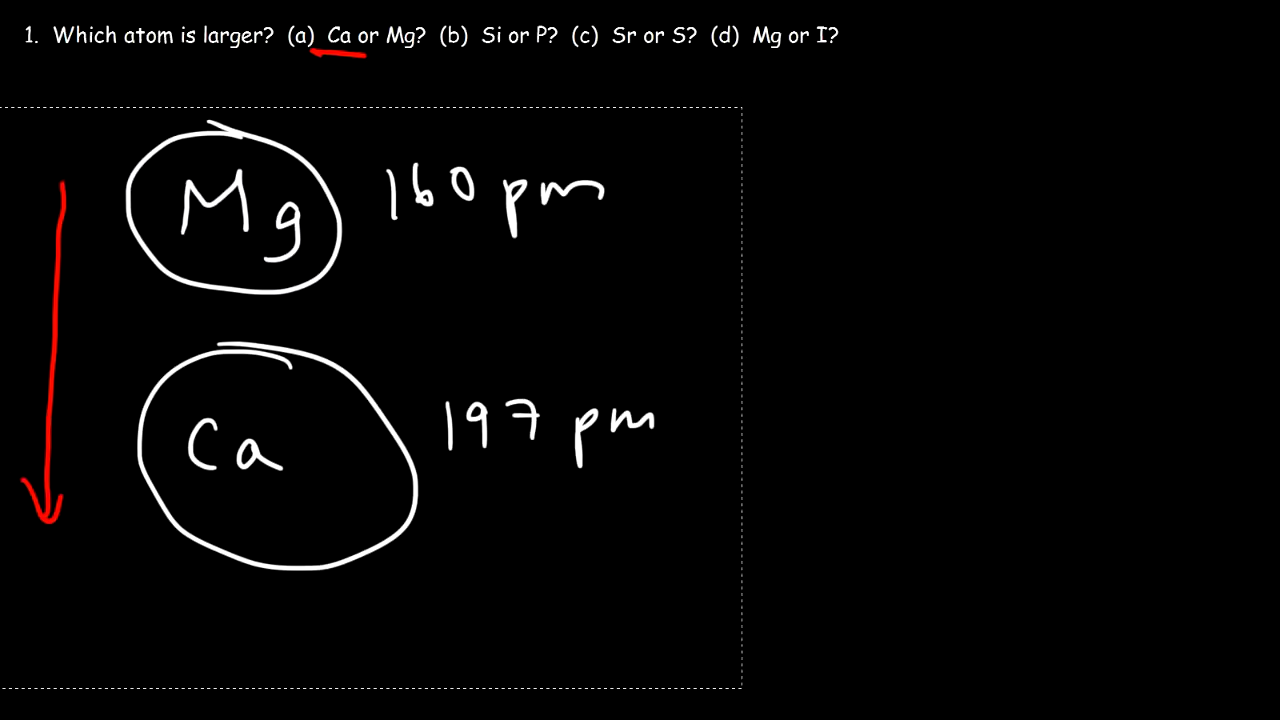 1. Which atom is larger? (a) Ca or Mg? (b) Si or P? (c) Sr or S? (d) Mg or I?
Mg 160 pm
Ca 197 pm